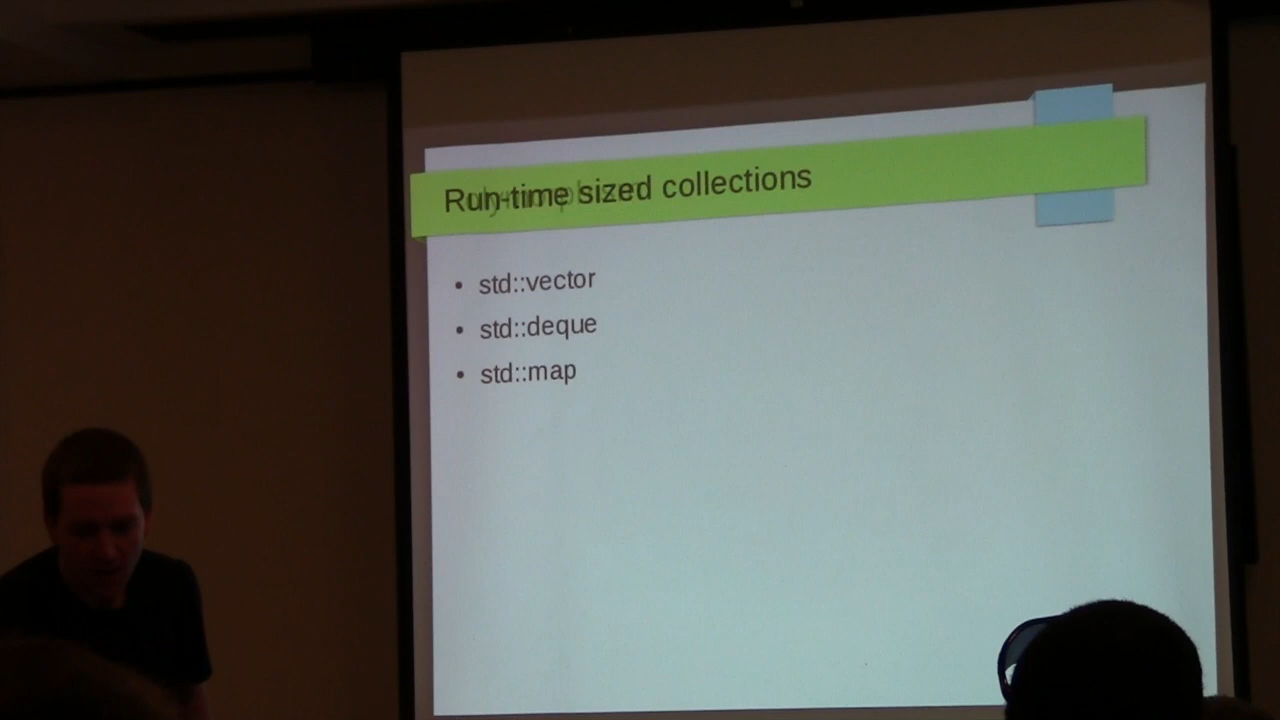 Run-time sized collections
• std::vector
• std::deque
• std::map